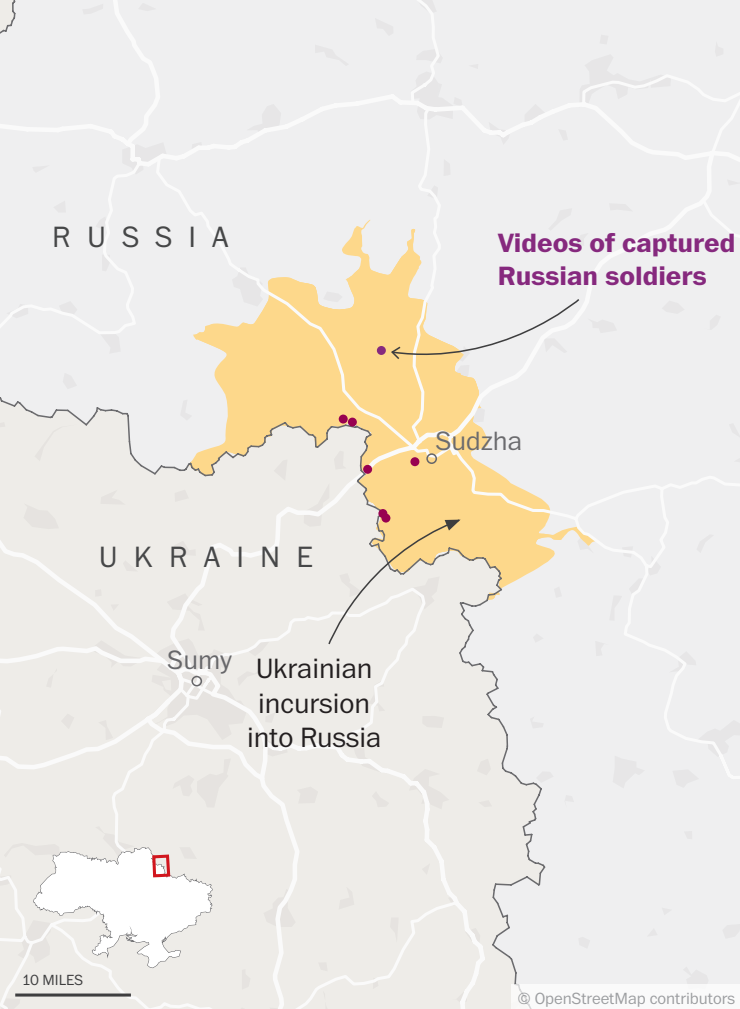 RUSSIA
Videos of captured
Russian soldiers
Sudzha
UKRAINE
Sumy
Ukrainian
incursion
into Russia
10 MILES
© OpenStreetMap contributors